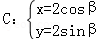 C： { x=2cosβ
y=2sinβ